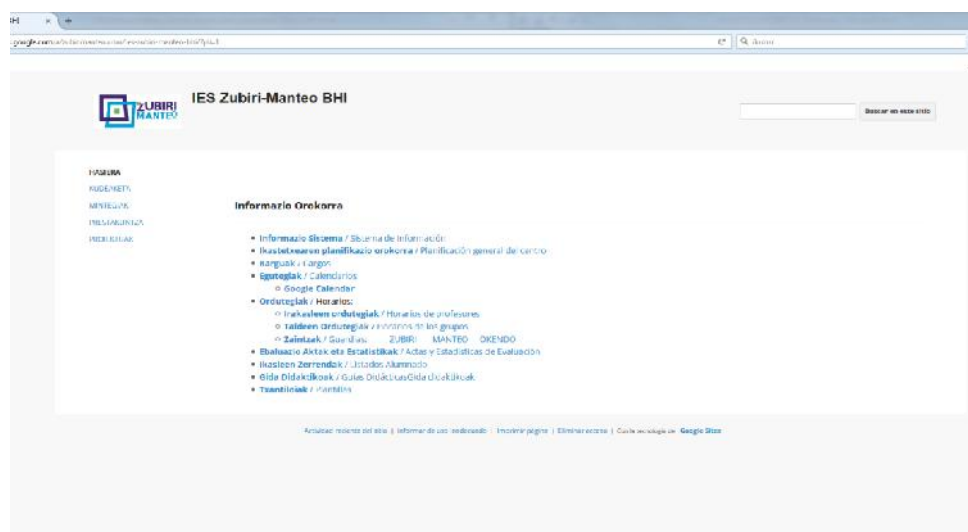 BHI
ZUBIRI
MANTEO
IES Zubiri-Manteo BHI
Buscar en este sitio
HASIERA
KUDEAKETA
MINTEGIAK
PRESTAKUNTZA
PROIEKTUAK
Informazio Orokorra
Informazio Sistema / Sistema de Información
Ikastetxearen planifikazio orokorra / Planificación general del centro
Karguak / Cargos
Egutegiak / Calendarios
Google Calendar
Ordutegiak / Horarios:
Irakasleen ordutegiak / Horarios de profesores
Taldeen Ordutegiak / Horarios de los grupos
Zaintzak / Guardias: ZUBIRI MANTEO OKENDO
Ebaluazio Aktak eta Estatistikak / Actas y Estadísticas de Evaluación
Ikasleen Zerrendak / Listados Alumnado
Gida Didaktikoak / Guías DidácticasGida didaktikoak
Txantiloiak / Plantillas
Actividad reciente del sitio | Informar de uso inadecuado | Imprimir página | Eliminar acceso | Con la tecnología de Google Sites